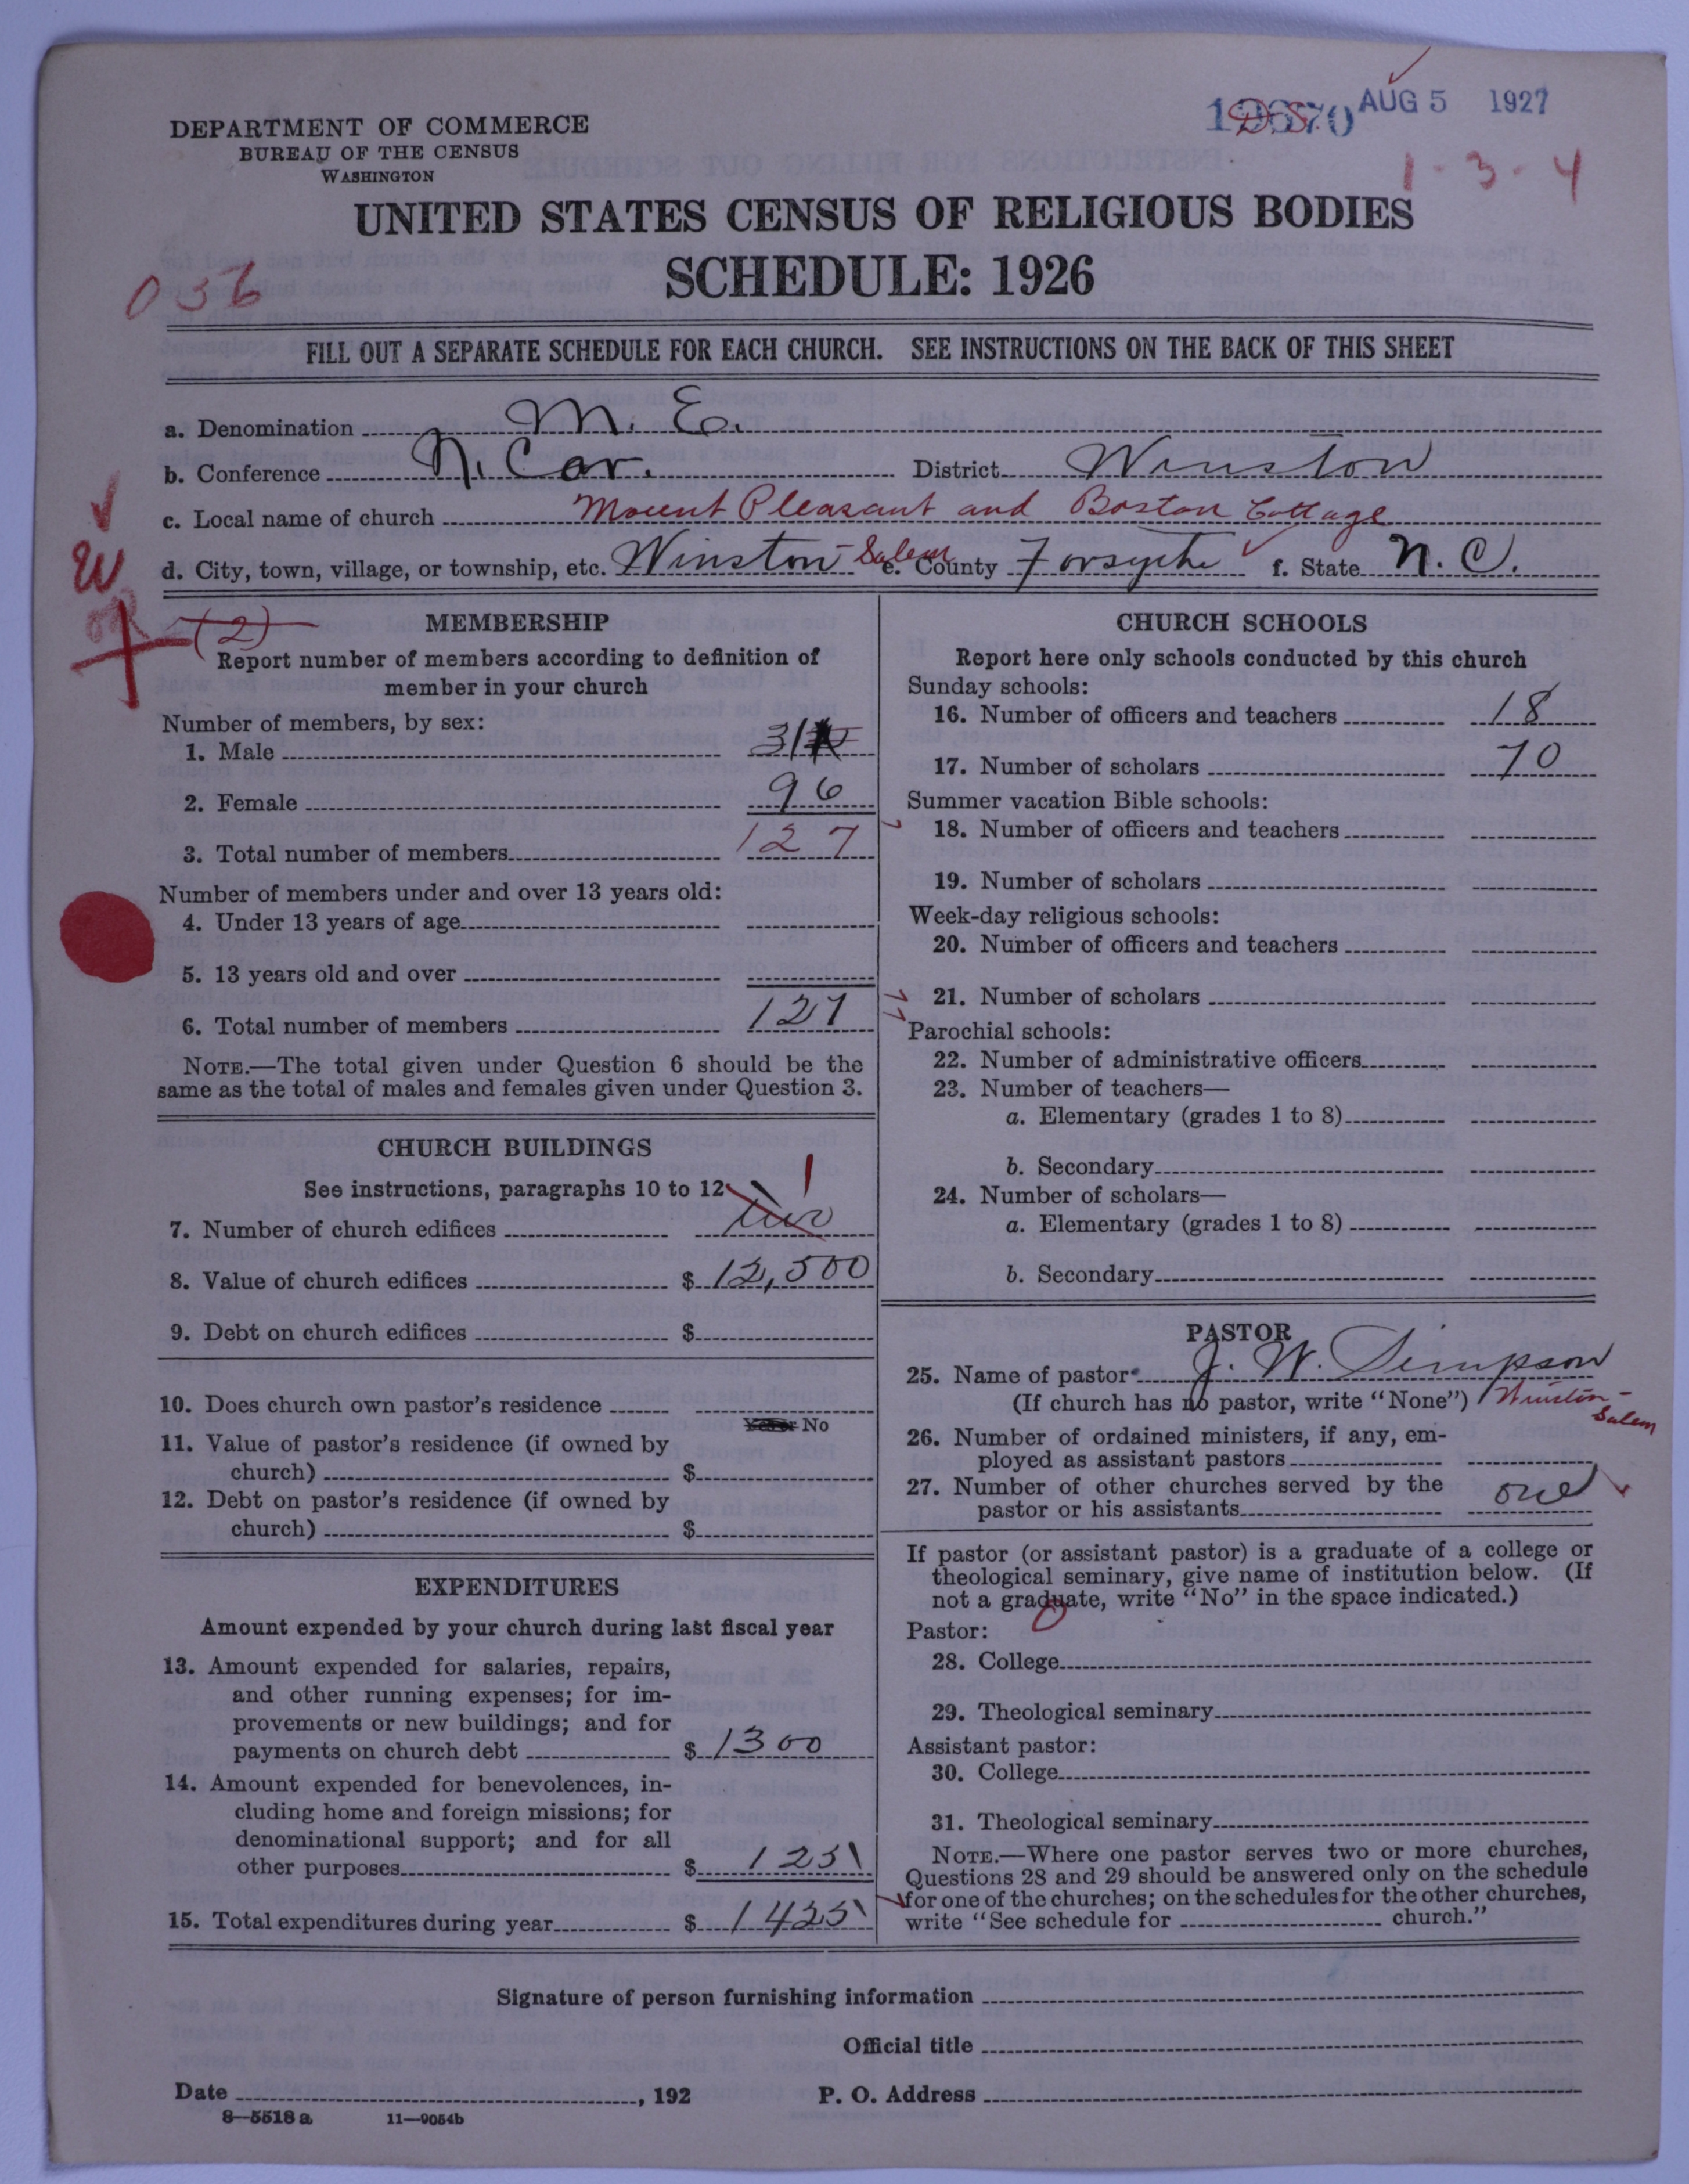 AUG 5 1927
DEPARTMENT OF COMMERCE
BUREAU OF THE CENSUS
WASHINGTON
1 - 3 - 4
UNITED STATES CENSUS OF RELIGIOUS BODIES
SCHEDULE: 1926
036
FILL OUT A SEPARATE SCHEDULE FOR EACH CHURCH. SEE INSTRUCTIONS ON THE BACK OF THIS SHEET
a. Denomination M. E.
b. Conference N. Car. District Winston
c. Local name of church Mount Pleasant and Boston Cottage
d. City, town, village, or township, etc. Winston-Salem e. County Forsythe f. State N. C.
(2)
MEMBERSHIP
Report number of members according to definition of
member in your church
Number of members, by sex:
1. Male 31
2. Female 96
3. Total number of members 127
Number of members under and over 13 years old:
4. Under 13 years of age
5. 13 years old and over
6. Total number of members 127
NOTE.—The total given under Question 6 should be the
same as the total of males and females given under Question 3.
CHURCH BUILDINGS
See instructions, paragraphs 10 to 12
1
7. Number of church edifices two
8. Value of church edifices $ 12,500
9. Debt on church edifices $
10. Does church own pastor's residence
Yes or No
11. Value of pastor's residence (if owned by
church) $
12. Debt on pastor's residence (if owned by
church) $
EXPENDITURES
Amount expended by your church during last fiscal year
13. Amount expended for salaries, repairs,
and other running expenses; for im-
provements or new buildings; and for
payments on church debt $ 1300
14. Amount expended for benevolences, in-
cluding home and foreign missions; for
denominational support; and for all
other purposes $ 125
15. Total expenditures during year $ 1425
CHURCH SCHOOLS
Report here only schools conducted by this church
Sunday schools:
16. Number of officers and teachers 18
17. Number of scholars 70
Summer vacation Bible schools:
18. Number of officers and teachers
19. Number of scholars
Week-day religious schools:
20. Number of officers and teachers
21. Number of scholars
Parochial schools:
22. Number of administrative officers
23. Number of teachers—
a. Elementary (grades 1 to 8)
b. Secondary
24. Number of scholars—
a. Elementary (grades 1 to 8)
b. Secondary
PASTOR
25. Name of pastor J. W. Simpson
(If church has no pastor, write "None") Winston-
Salem
26. Number of ordained ministers, if any, em-
ployed as assistant pastors
27. Number of other churches served by the
pastor or his assistants one
If pastor (or assistant pastor) is a graduate of a college or
theological seminary, give name of institution below. (If
not a graduate, write "No" in the space indicated.)
Pastor:
28. College
29. Theological seminary
Assistant pastor:
30. College
31. Theological seminary
NOTE.—Where one pastor serves two or more churches,
Questions 28 and 29 should be answered only on the schedule
for one of the churches; on the schedules for the other churches,
write "See schedule for church."
Signature of person furnishing information
Official title
Date , 192 P. O. Address
8—5518 a 11—9054b